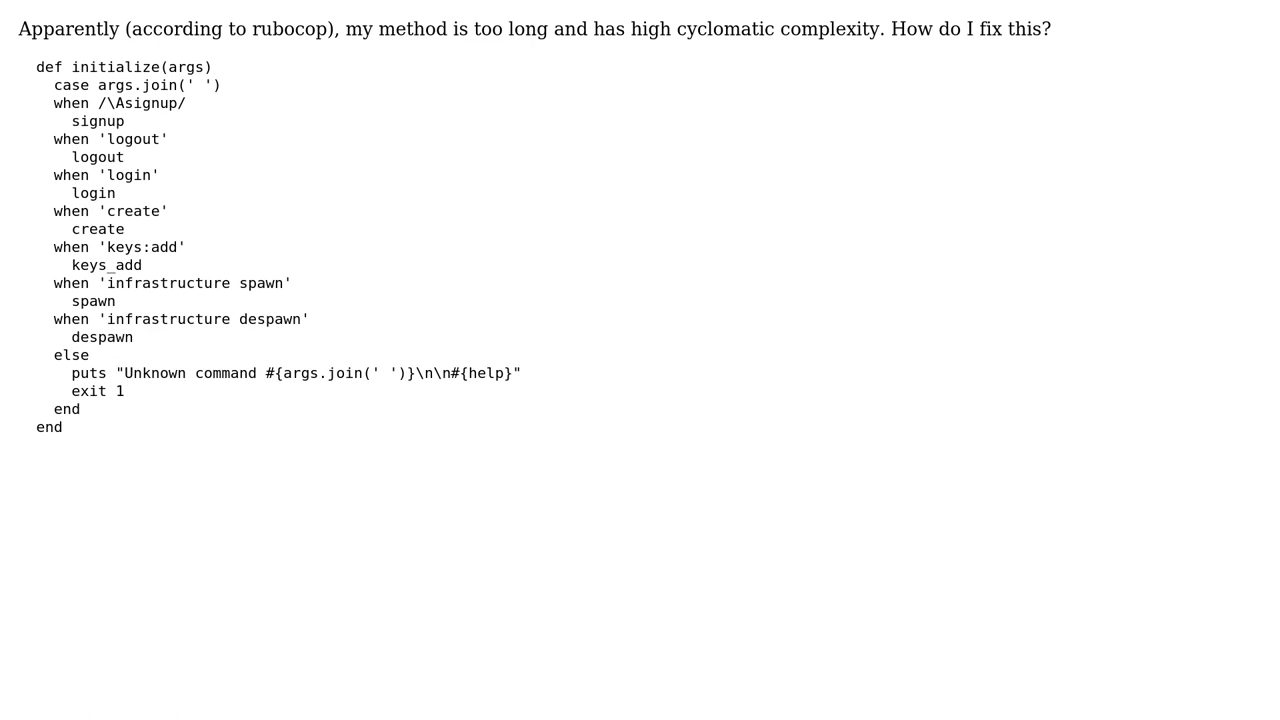 Apparently (according to rubocop), my method is too long and has high cyclomatic complexity. How do I fix this?
def initialize(args)
  case args.join(' ')
  when /\Asignup/
    signup
  when 'logout'
    logout
  when 'login'
    login
  when 'create'
    create
  when 'keys:add'
    keys_add
  when 'infrastructure spawn'
    spawn
  when 'infrastructure despawn'
    despawn
  else
    puts "Unknown command #{args.join(' ')}\n\n#{help}"
    exit 1
  end
end